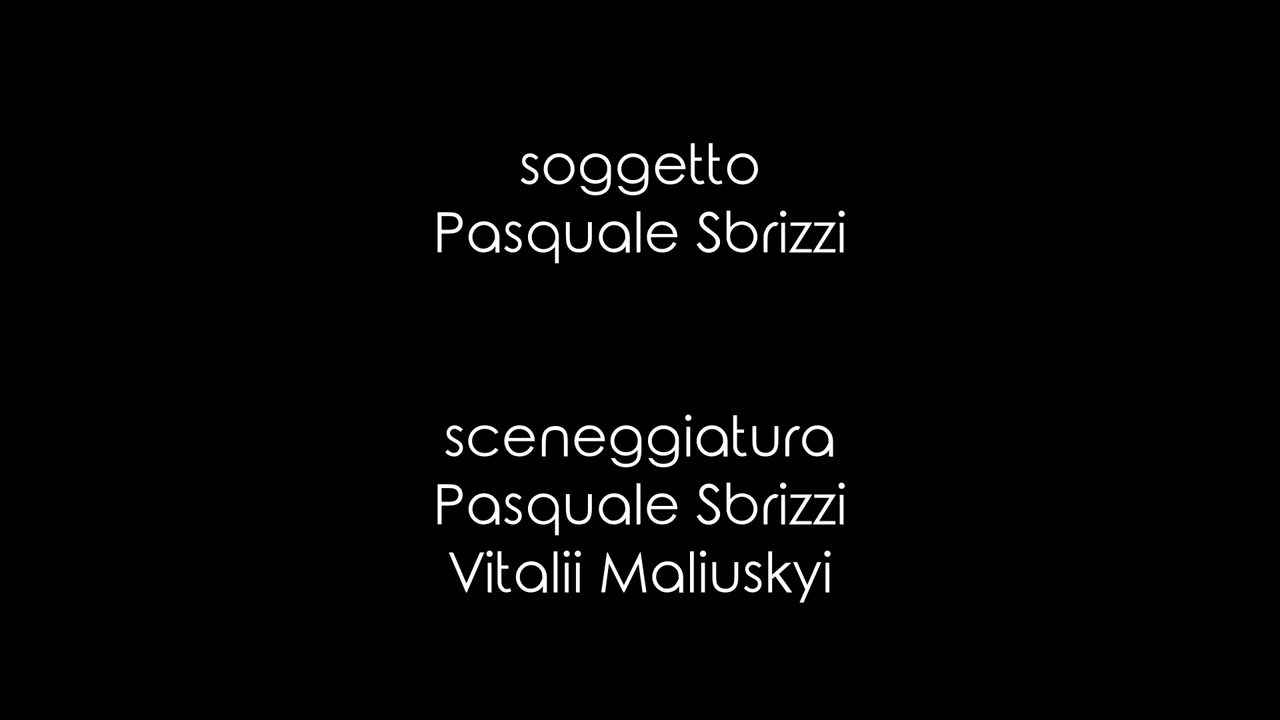 soggetto
Pasquale Sbrizzi
sceneggiatura
Pasquale Sbrizzi
Vitalii Maliuskyi